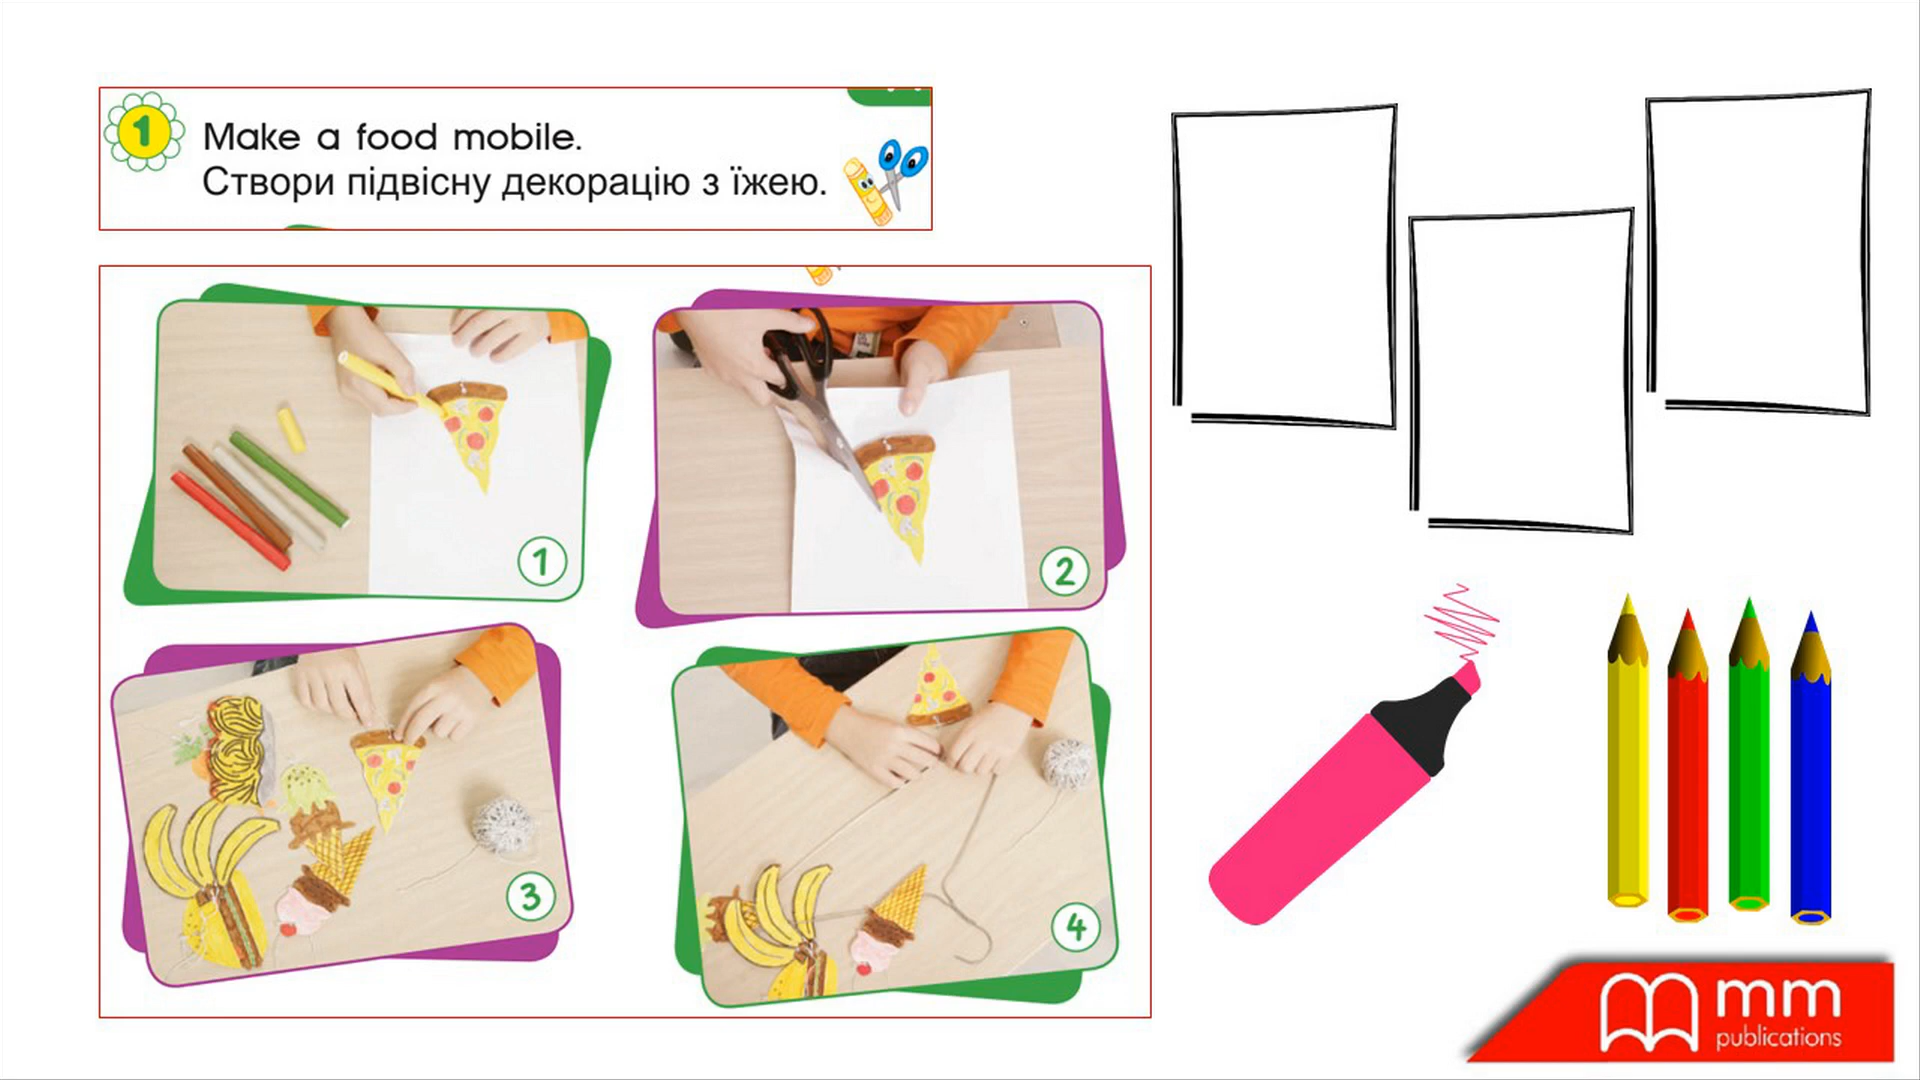 1
Make a food mobile.
Створи підвісну декорацію з їжею.
1
2
3
4
mm
publications